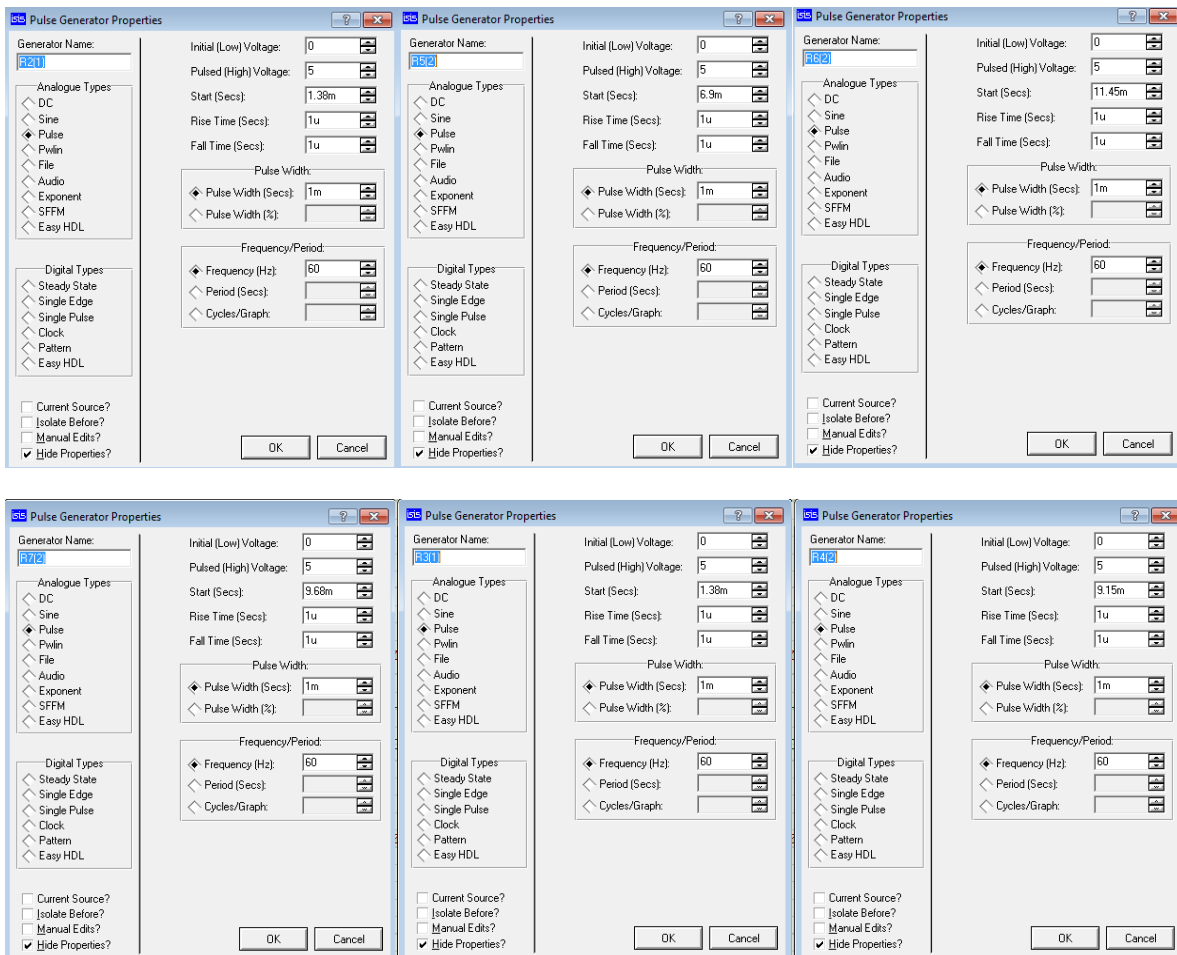 ISIS Pulse Generator Properties
Generator Name:
R2(1)
Analogue Types
DC
Sine
Pulse
Pwlin
File
Audio
Exponent
SFFM
Easy HDL
Digital Types
Steady State
Single Edge
Single Pulse
Clock
Pattern
Easy HDL
Current Source?
Isolate Before?
Manual Edits?
Hide Properties?
Initial (Low) Voltage: 0
Pulsed (High) Voltage: 5
Start (Secs): 1.38m
Rise Time (Secs): 1u
Fall Time (Secs): 1u
Pulse Width:
Pulse Width (Secs): 1m
Pulse Width (%):
Frequency/Period:
Frequency (Hz): 60
Period (Secs):
Cycles/Graph:
OK Cancel
ISIS Pulse Generator Properties
Generator Name:
R5(2)
Analogue Types
DC
Sine
Pulse
Pwlin
File
Audio
Exponent
SFFM
Easy HDL
Digital Types
Steady State
Single Edge
Single Pulse
Clock
Pattern
Easy HDL
Current Source?
Isolate Before?
Manual Edits?
Hide Properties?
Initial (Low) Voltage: 0
Pulsed (High) Voltage: 5
Start (Secs): 6.9m
Rise Time (Secs): 1u
Fall Time (Secs): 1u
Pulse Width:
Pulse Width (Secs): 1m
Pulse Width (%):
Frequency/Period:
Frequency (Hz): 60
Period (Secs):
Cycles/Graph:
OK Cancel
ISIS Pulse Generator Properties
Generator Name:
R6(2)
Analogue Types
DC
Sine
Pulse
Pwlin
File
Audio
Exponent
SFFM
Easy HDL
Digital Types
Steady State
Single Edge
Single Pulse
Clock
Pattern
Easy HDL
Current Source?
Isolate Before?
Manual Edits?
Hide Properties?
Initial (Low) Voltage: 0
Pulsed (High) Voltage: 5
Start (Secs): 11.45m
Rise Time (Secs): 1u
Fall Time (Secs): 1u
Pulse Width:
Pulse Width (Secs): 1m
Pulse Width (%):
Frequency/Period:
Frequency (Hz): 60
Period (Secs):
Cycles/Graph:
OK Cancel
ISIS Pulse Generator Properties
Generator Name:
R7(2)
Analogue Types
DC
Sine
Pulse
Pwlin
File
Audio
Exponent
SFFM
Easy HDL
Digital Types
Steady State
Single Edge
Single Pulse
Clock
Pattern
Easy HDL
Current Source?
Isolate Before?
Manual Edits?
Hide Properties?
Initial (Low) Voltage: 0
Pulsed (High) Voltage: 5
Start (Secs): 9.68m
Rise Time (Secs): 1u
Fall Time (Secs): 1u
Pulse Width:
Pulse Width (Secs): 1m
Pulse Width (%):
Frequency/Period:
Frequency (Hz): 60
Period (Secs):
Cycles/Graph:
OK Cancel
ISIS Pulse Generator Properties
Generator Name:
R3(1)
Analogue Types
DC
Sine
Pulse
Pwlin
File
Audio
Exponent
SFFM
Easy HDL
Digital Types
Steady State
Single Edge
Single Pulse
Clock
Pattern
Easy HDL
Current Source?
Isolate Before?
Manual Edits?
Hide Properties?
Initial (Low) Voltage: 0
Pulsed (High) Voltage: 5
Start (Secs): 1.38m
Rise Time (Secs): 1u
Fall Time (Secs): 1u
Pulse Width:
Pulse Width (Secs): 1m
Pulse Width (%):
Frequency/Period:
Frequency (Hz): 60
Period (Secs):
Cycles/Graph:
OK Cancel
ISIS Pulse Generator Properties
Generator Name:
R4(2)
Analogue Types
DC
Sine
Pulse
Pwlin
File
Audio
Exponent
SFFM
Easy HDL
Digital Types
Steady State
Single Edge
Single Pulse
Clock
Pattern
Easy HDL
Current Source?
Isolate Before?
Manual Edits?
Hide Properties?
Initial (Low) Voltage: 0
Pulsed (High) Voltage: 5
Start (Secs): 9.15m
Rise Time (Secs): 1u
Fall Time (Secs): 1u
Pulse Width:
Pulse Width (Secs): 1m
Pulse Width (%):
Frequency/Period:
Frequency (Hz): 60
Period (Secs):
Cycles/Graph:
OK Cancel